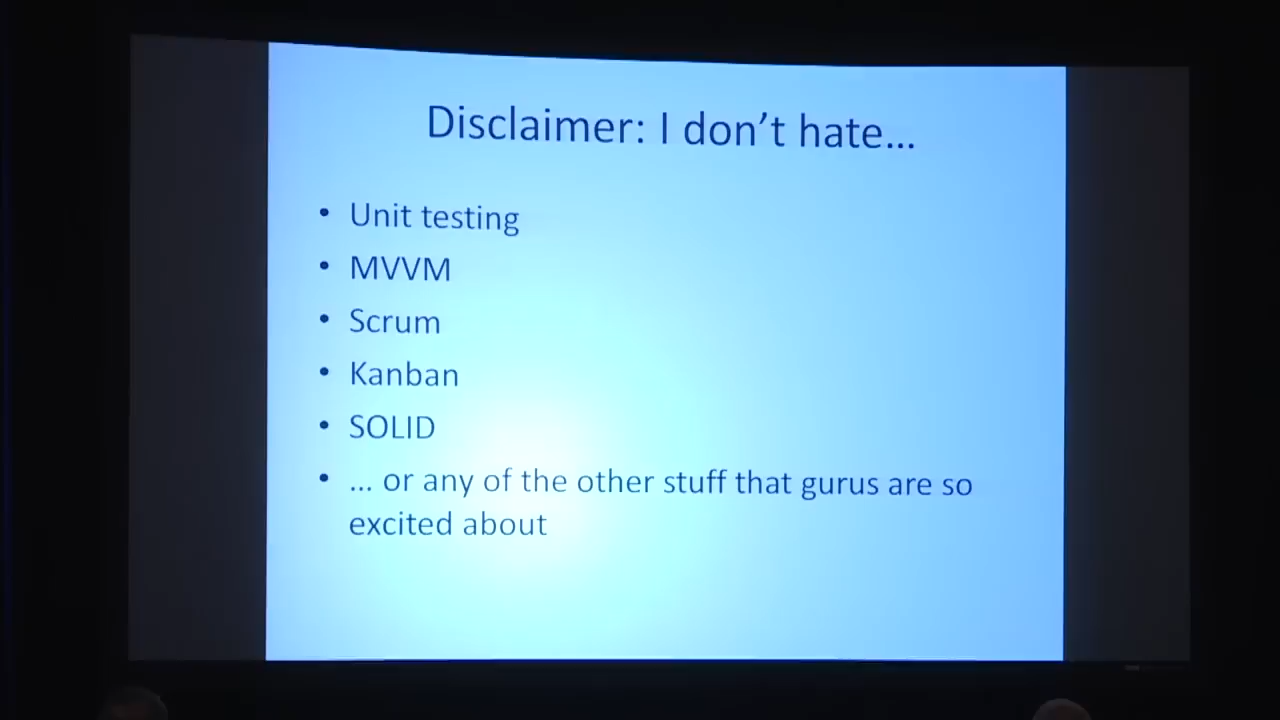 Disclaimer: I don’t hate…
• Unit testing
• MVVM
• Scrum
• Kanban
• SOLID
• … or any of the other stuff that gurus are so
excited about